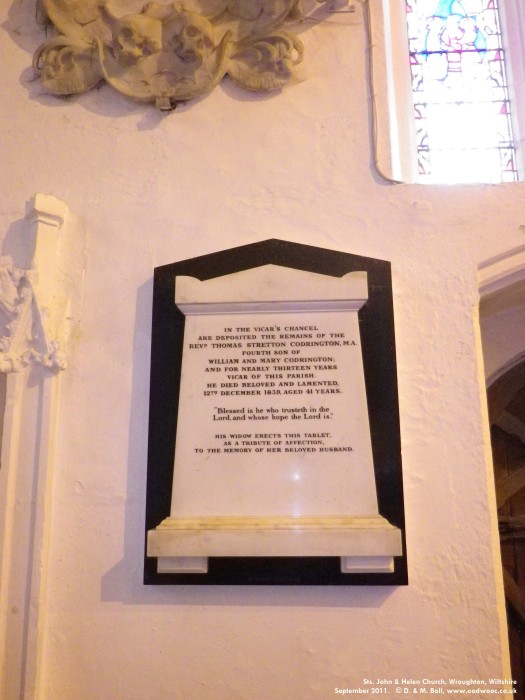 IN THE VICAR'S CHANCEL
ARE DEPOSITED THE REMAINS OF THE
REVD THOMAS STRETTON CODRINGTON, M.A.
FOURTH SON OF
WILLIAM AND MARY CODRINGTON;
AND FOR NEARLY THIRTEEN YEARS
VICAR OF THIS PARISH.
HE DIED BELOVED AND LAMENTED,
12TH DECEMBER 1839, AGED 41 YEARS.
"Blessed is he who trusteth in the
Lord, and whose hope the Lord is."
HIS WIDOW ERECTS THIS TABLET,
AS A TRIBUTE OF AFFECTION,
TO THE MEMORY OF HER BELOVED HUSBAND.
Sts. John & Helen Church, Wroughton, Wiltshire
September 2011. © D. & M. Ball, www.oodwooc.co.uk